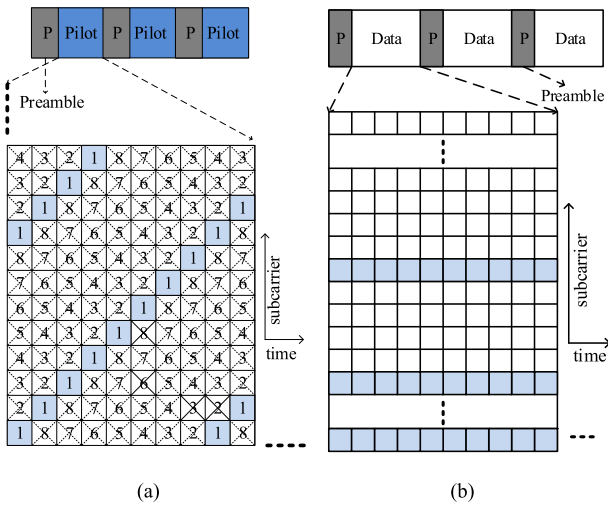 P Pilot P Pilot P Pilot
Preamble
4 3 2 1 8 7 6 5 4 3
3 2 1 8 7 6 5 4 3 2
2 1 8 7 6 5 4 3 2 1
1 8 7 6 5 4 3 2 1 8
8 7 6 5 4 3 2 1 8 7
7 6 5 4 3 2 1 8 7 6
6 5 4 3 2 1 8 7 6 5
5 4 3 2 1 8 7 6 5 4
4 3 2 1 8 7 6 5 4 3
3 2 1 8 7 6 5 4 3 2
2 1 8 7 6 5 4 3 2 1
1 8 7 6 5 4 3 2 1 8
subcarrier
time
(a)
P Data P Data P Data
Preamble
subcarrier
time
(b)